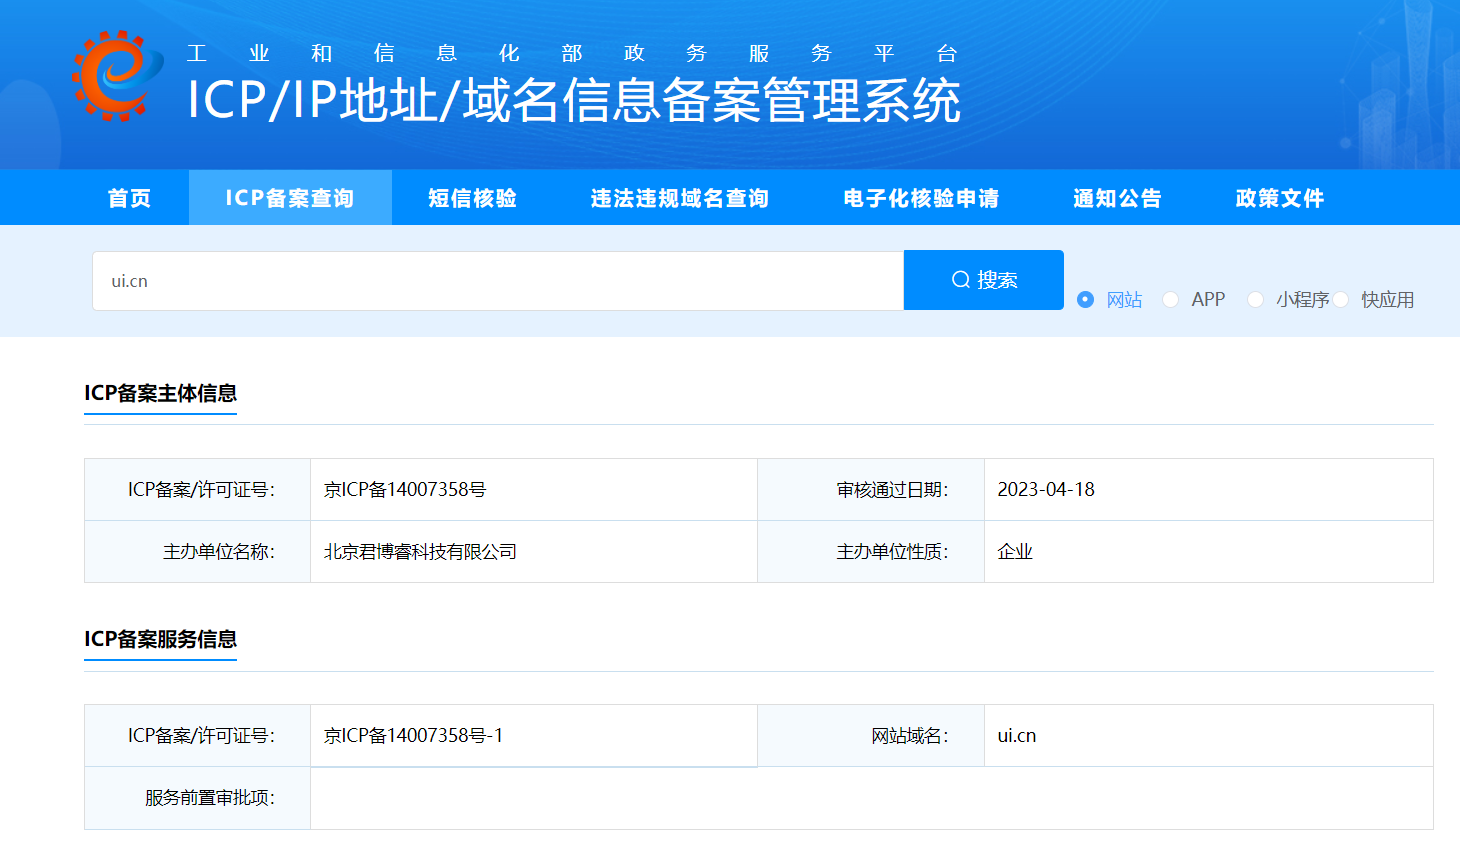 工业和信息化部政务服务平台
ICP/IP地址/域名信息备案管理系统
首页 ICP备案查询 短信核验 违法违规域名查询 电子化核验申请 通知公告 政策文件
ui.cn 搜索 网站 APP 小程序 快应用
ICP备案主体信息
ICP备案/许可证号: 京ICP备14007358号 审核通过日期: 2023-04-18
主办单位名称: 北京君博睿科技有限公司 主办单位性质: 企业
ICP备案服务信息
ICP备案/许可证号: 京ICP备14007358号-1 网站域名: ui.cn
服务前置审批项: